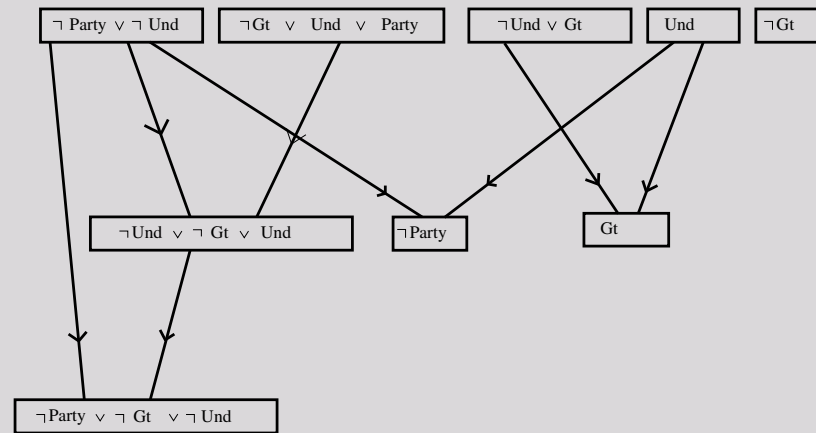 ¬ Party ∨ ¬ Und
¬Gt ∨ Und ∨ Party
¬Und ∨ Gt
Und
¬Gt
¬Und ∨ ¬ Gt ∨ Und
¬Party
Gt
¬Party ∨ ¬ Gt ∨ ¬ Und